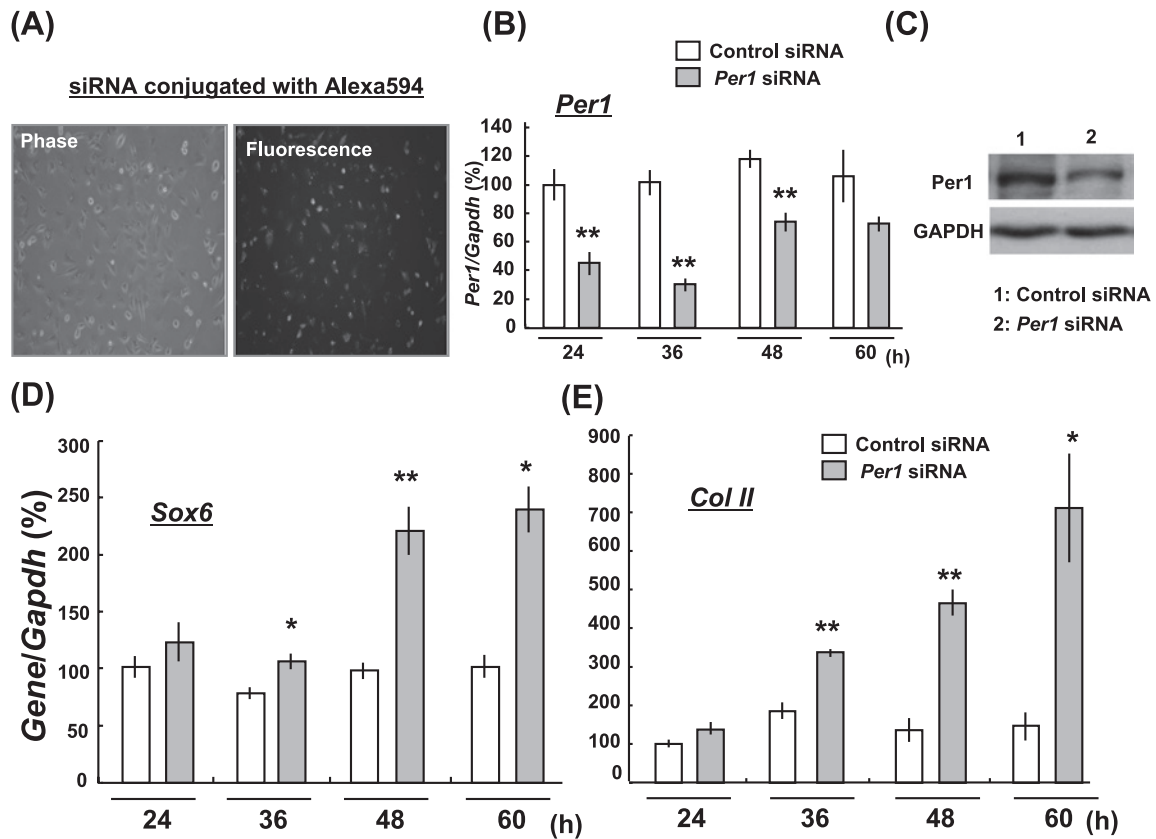 (A)
siRNA conjugated with Alexa594
Phase
Fluorescence
(B)
Control siRNA
Per1 siRNA
Per1
Per1/Gapdh (%)
140
120
100
80
60
40
20
0
**
**
**
24 36 48 60 (h)
(C)
1 2
Per1
GAPDH
1: Control siRNA
2: Per1 siRNA
(D)
Gene/Gapdh (%)
300
250
200
150
100
50
0
Sox6
*
**
*
24 36 48 60 (h)
(E)
Control siRNA
Per1 siRNA
Col II
900
800
700
600
500
400
300
200
100
0
**
**
*
24 36 48 60 (h)